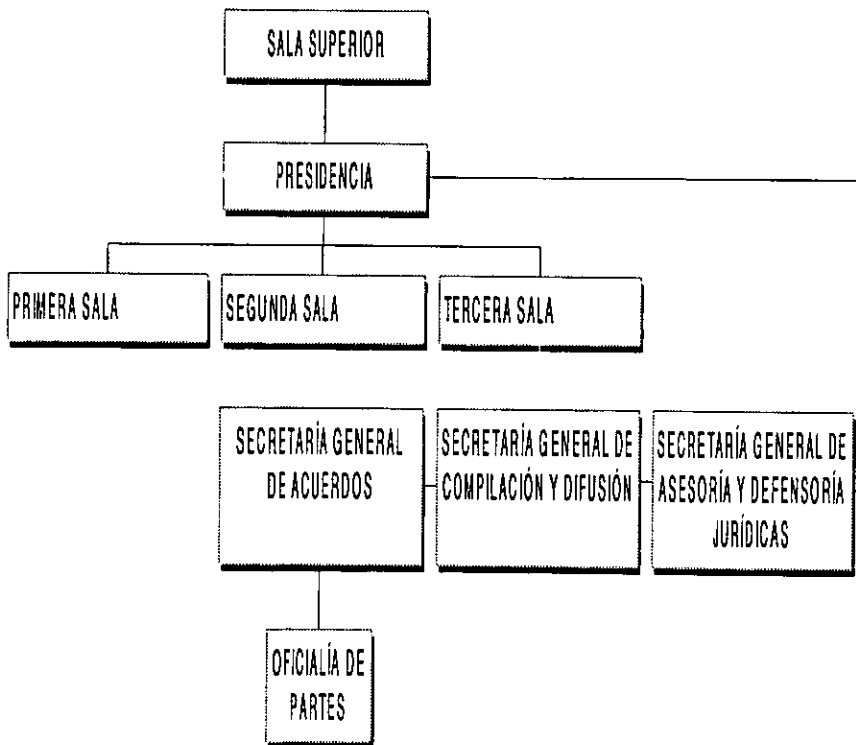 SALA SUPERIOR
PRESIDENCIA
PRIMERA SALA
SEGUNDA SALA
TERCERA SALA
SECRETARÍA GENERAL
DE ACUERDOS
SECRETARÍA GENERAL DE
COMPILACIÓN Y DIFUSIÓN
SECRETARÍA GENERAL DE
ASESORÍA Y DEFENSORÍA
JURÍDICAS
OFICIALÍA DE
PARTES